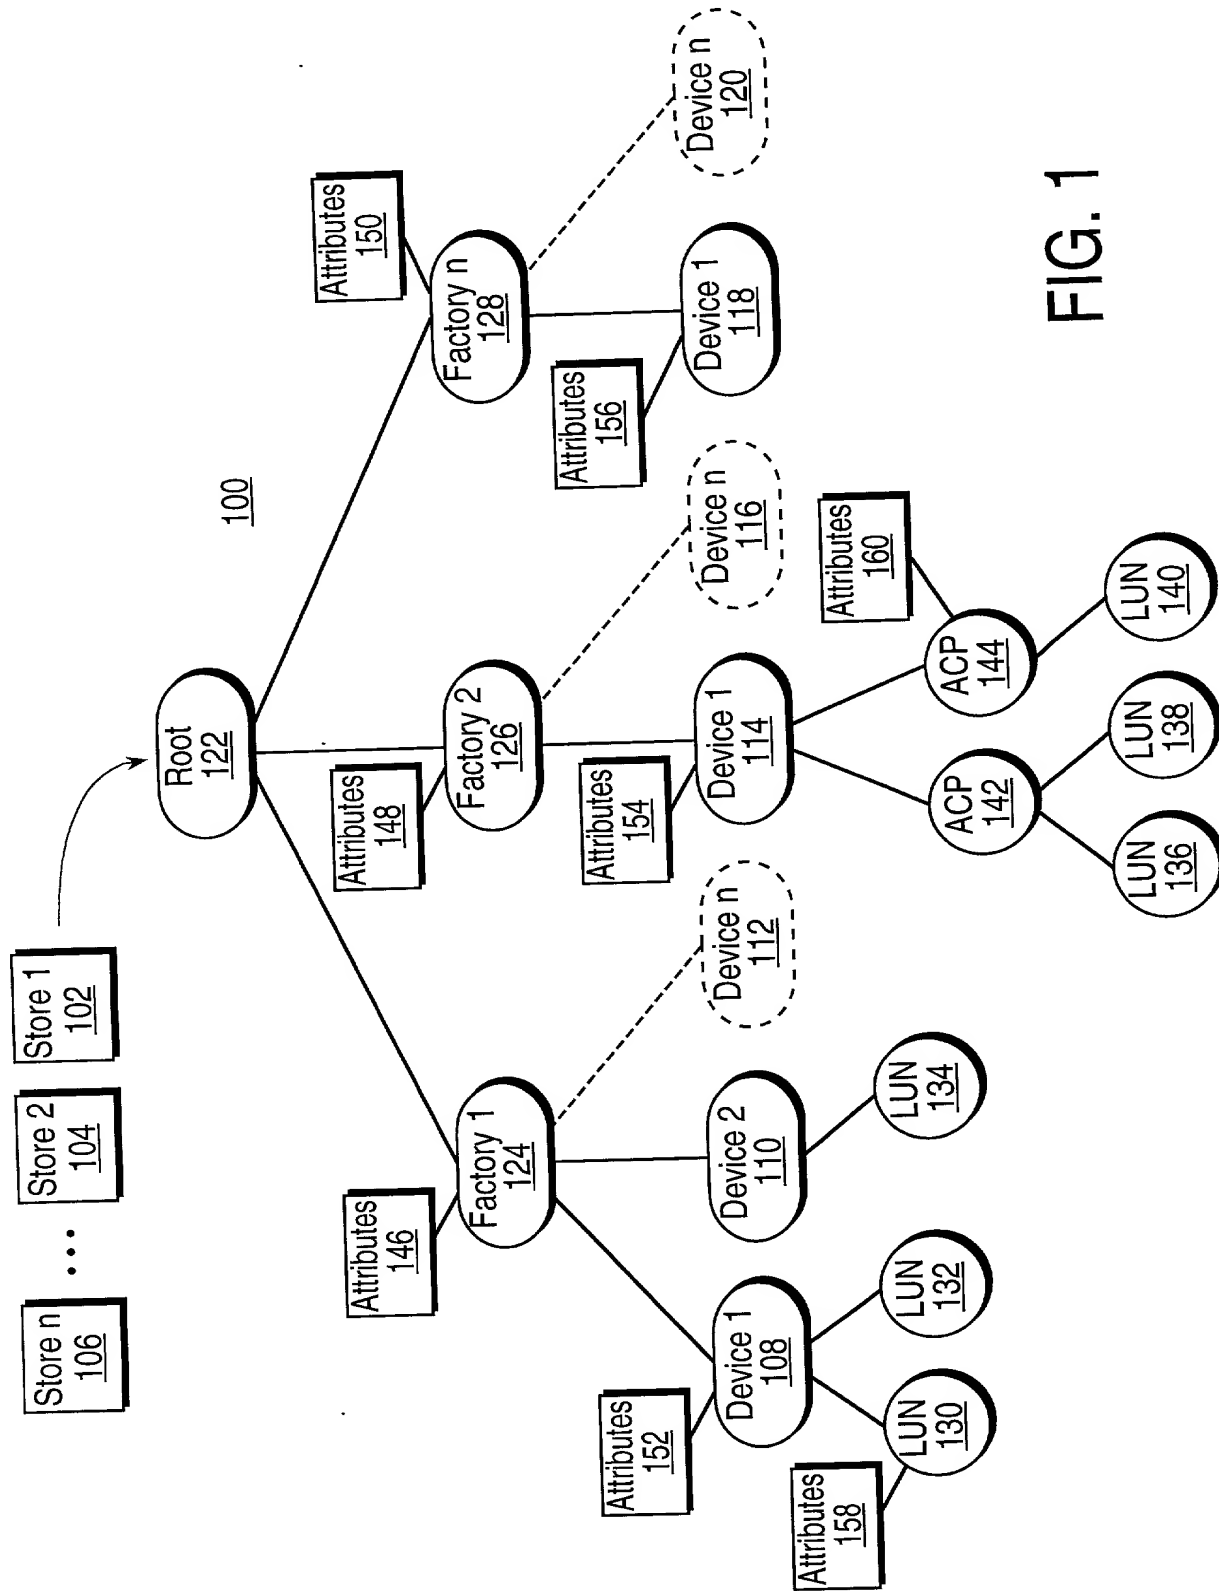 Store n
106
...
Store 2
104
Store 1
102
Root
122
100
Attributes
146
Attributes
148
Attributes
150
Factory 1
124
Factory 2
126
Factory n
128
Attributes
152
Attributes
154
Attributes
156
Device 1
108
Device 2
110
Device n
112
Device 1
114
Device n
116
Device 1
118
Device n
120
Attributes
158
Attributes
160
LUN
130
LUN
132
LUN
134
ACP
142
ACP
144
LUN
136
LUN
138
LUN
140
FIG. 1